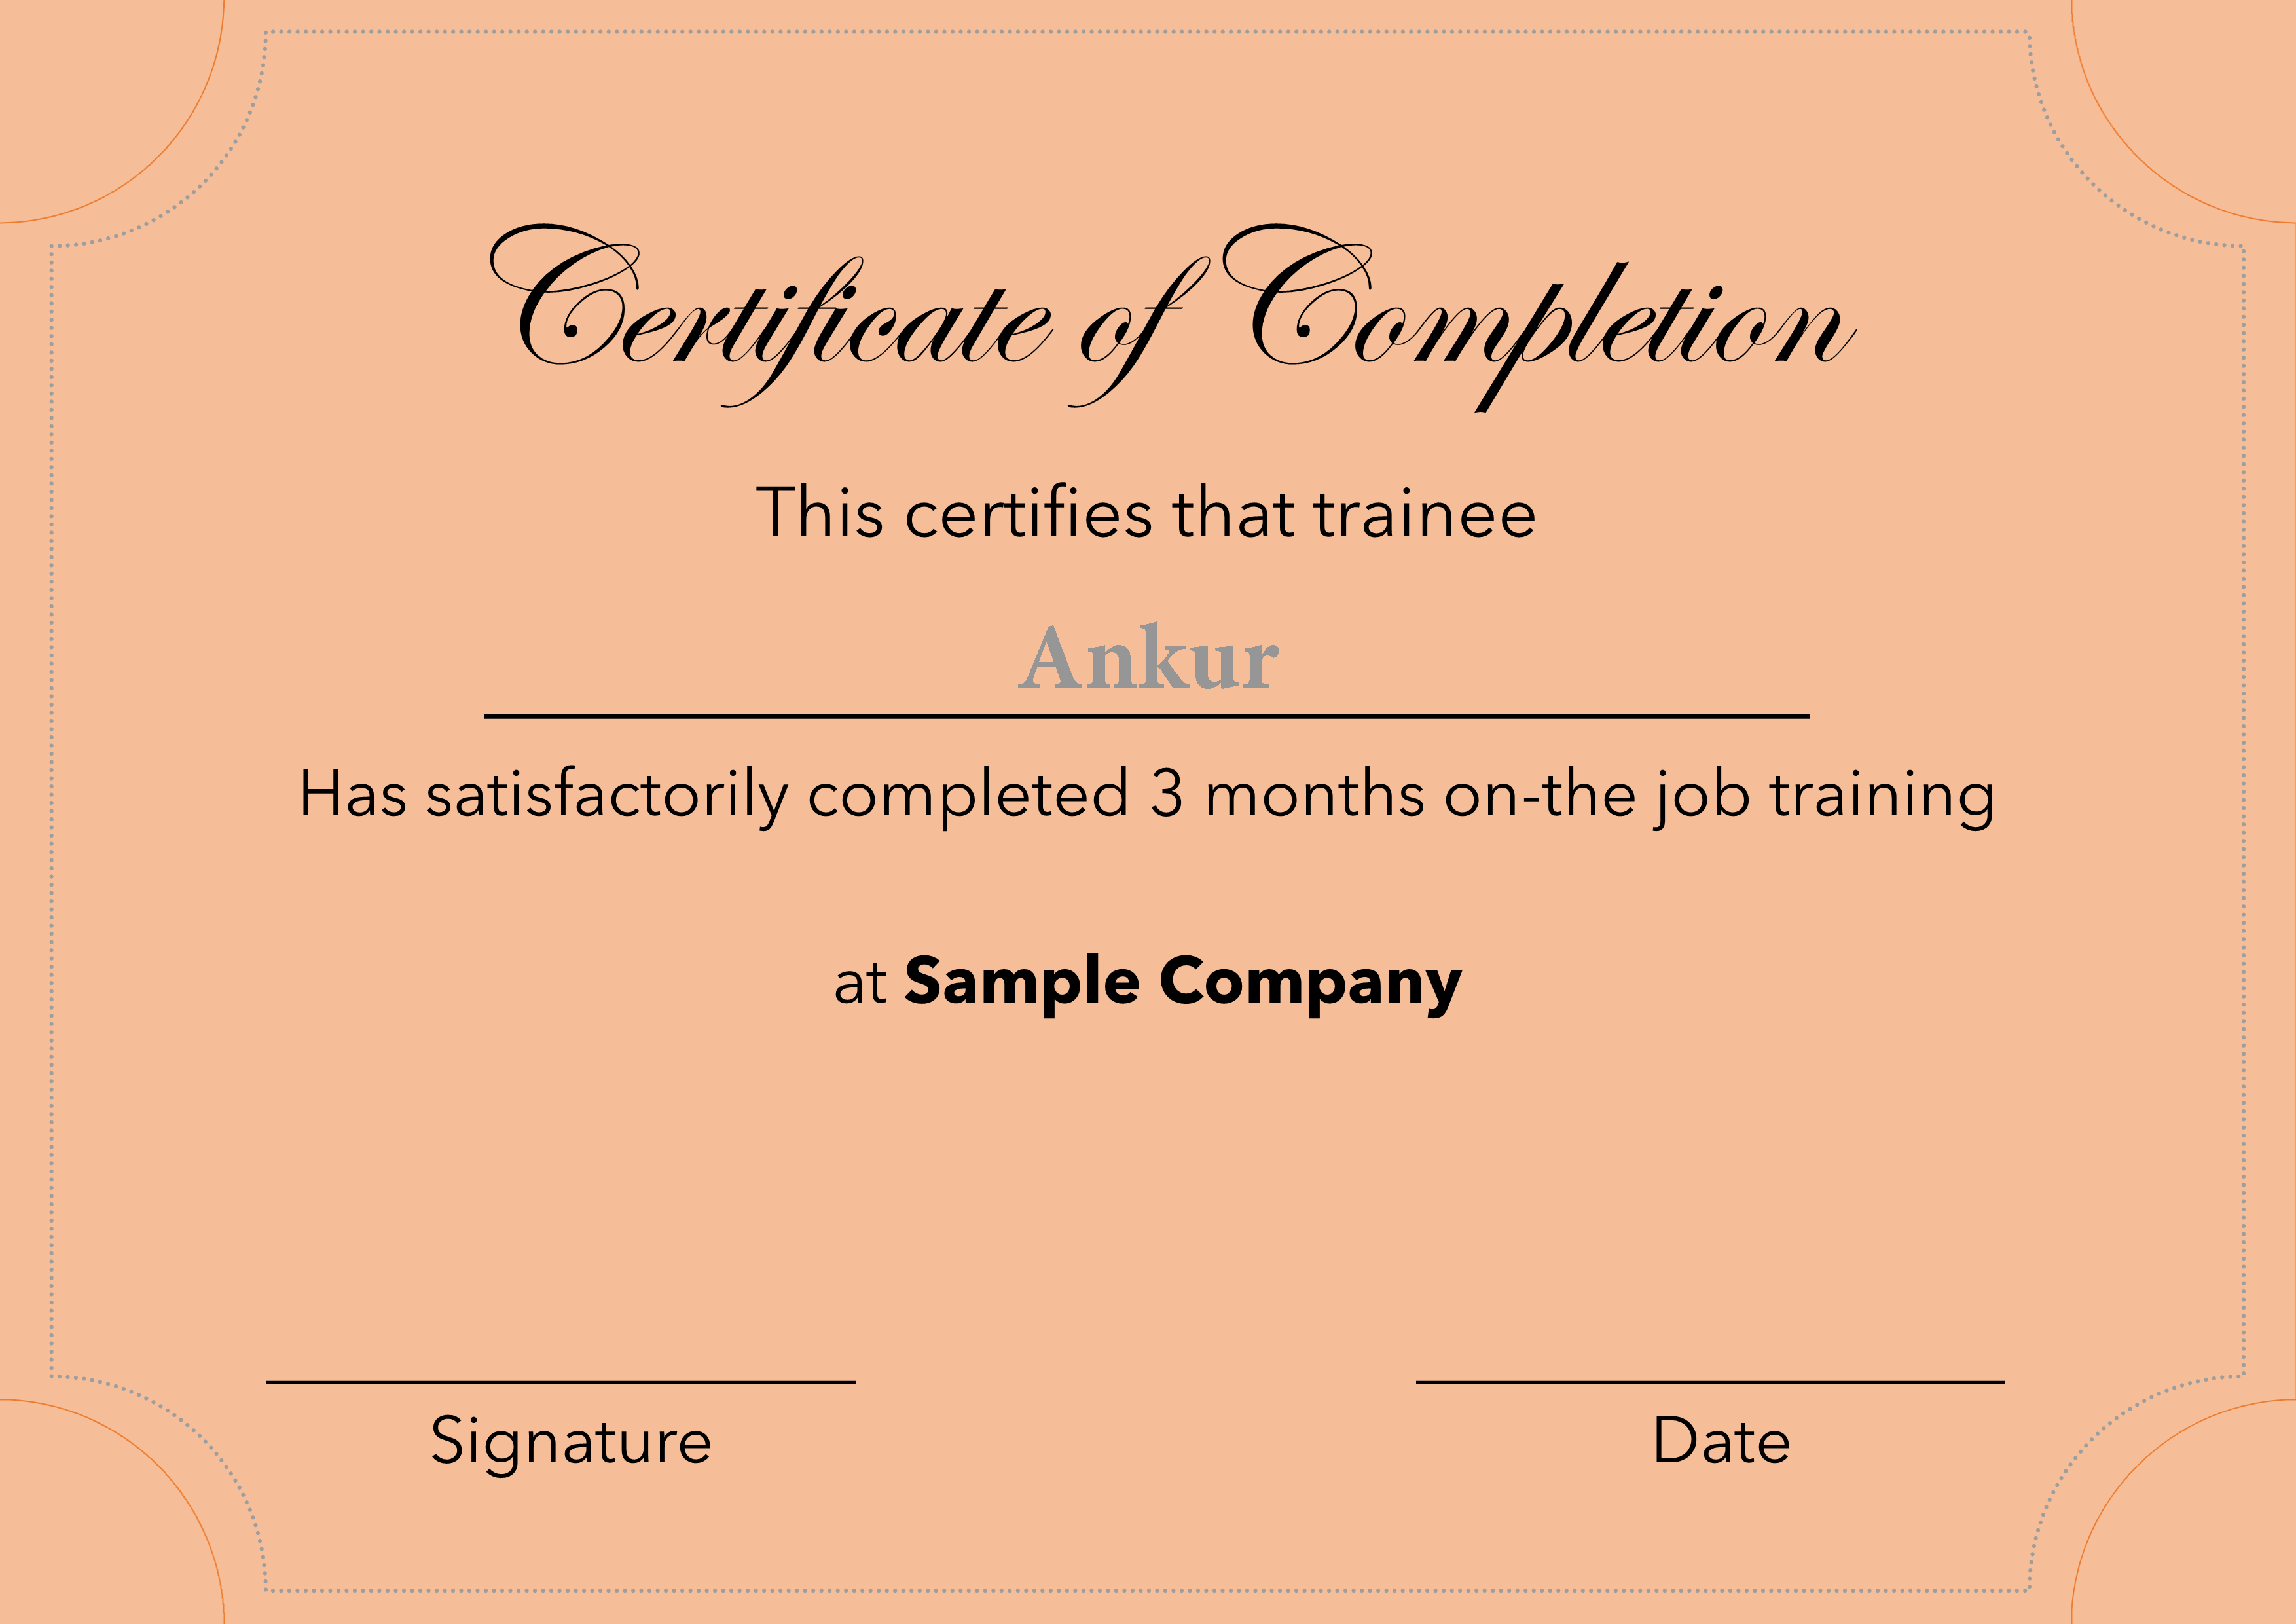 Certificate of Completion
This certifies that trainee
Ankur
Has satisfactorily completed 3 months on-the job training
at Sample Company
Signature
Date